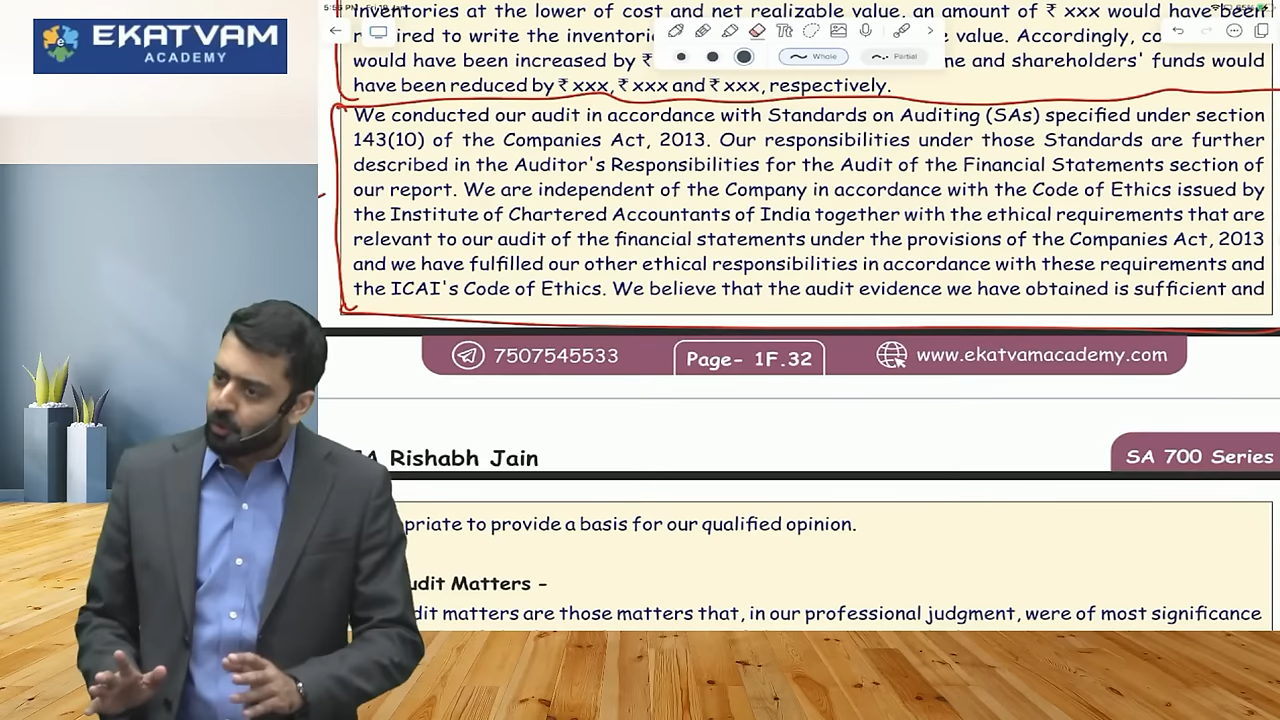 5:55 PM Fri 19 Jan
EKATVAM
ACADEMY
inventories at the lower of cost and net realizable value. an amount of ₹ xxx would have been
to write the
value. Accordingly,
Tt
would have been increased by ₹
and shareholders' funds would
Whole
Partial
have been reduced by ₹ xxx, ₹ xxx and ₹ xxx, respectively.
We conducted our audit in accordance with Standards on Auditing (SAs) specified under section
143(10) of the Companies Act, 2013. Our responsibilities under those Standards are further
described in the Auditor's Responsibilities for the Audit of the Financial Statements section of
our report. We are independent of the Company in accordance with the Code of Ethics issued by
the Institute of Chartered Accountants of India together with the ethical requirements that are
relevant to our audit of the financial statements under the provisions of the Companies Act, 2013
and we have fulfilled our other ethical responsibilities in accordance with these requirements and
the ICAI's Code of Ethics. We believe that the audit evidence we have obtained is sufficient and
7507545533
Page- 1F.32
www.ekatvamacademy.com
Rishabh Jain
SA 700 Series
to provide a basis for our qualified opinion.
Matters -
matters are those matters that, in our professional judgment, were of most significance